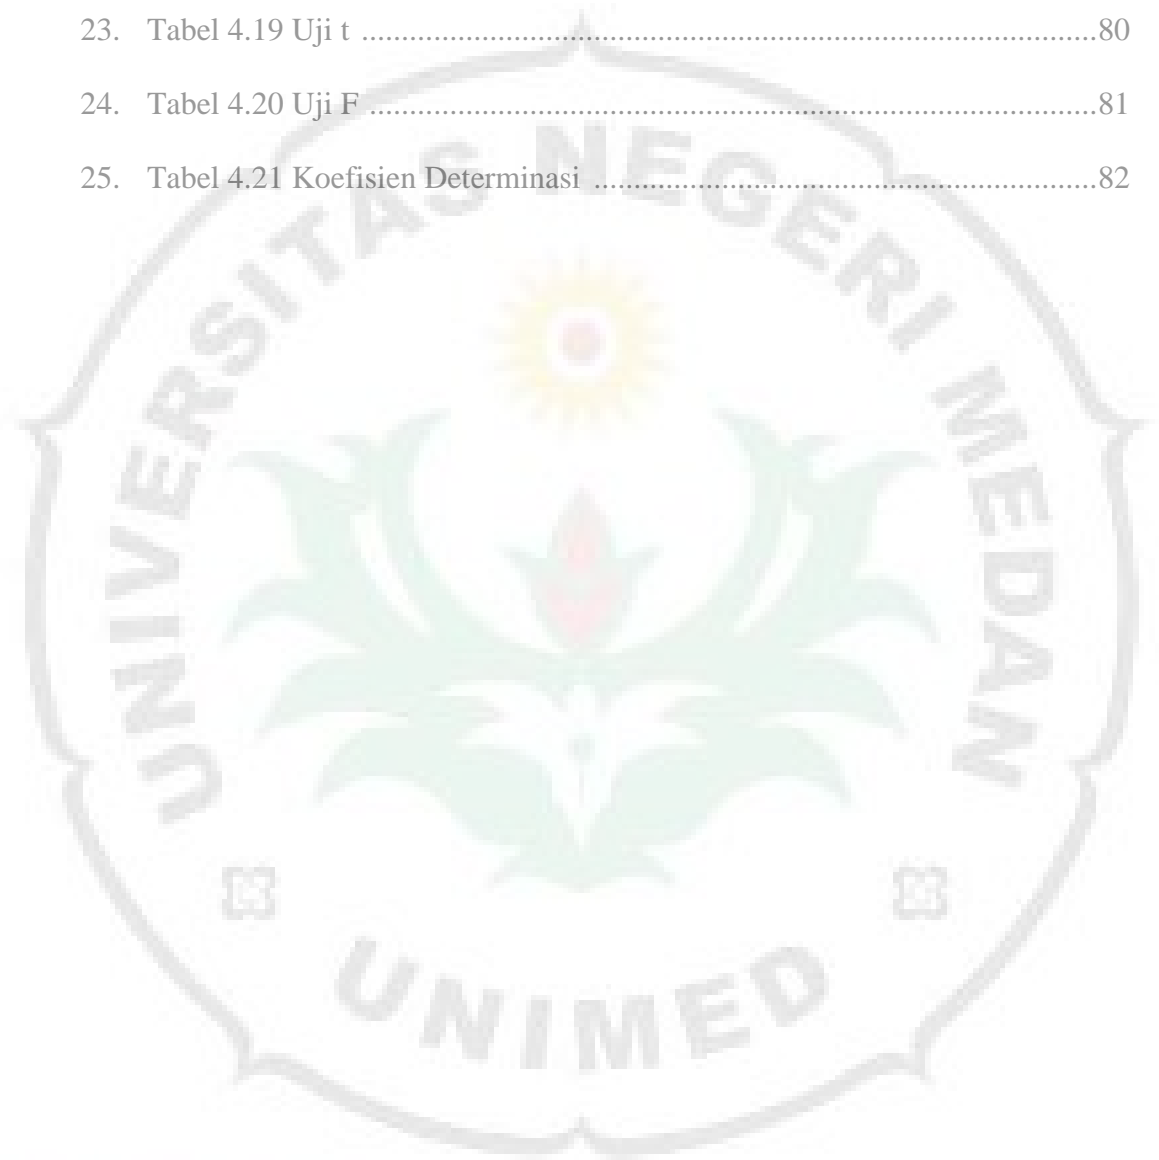 23. Tabel 4.19 Uji t ............................................................................................80
24. Tabel 4.20 Uji F ...........................................................................................81
25. Tabel 4.21 Koefisien Determinasi ...............................................................82
UNIVERSITAS NEGERI MEDAN
UNIMED